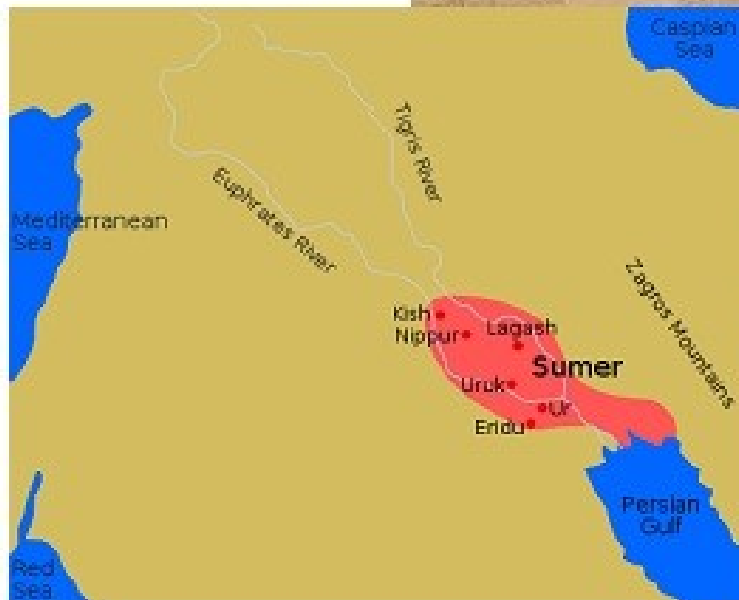 Caspian
Sea
Tigris River
Euphrates River
Mediterranean
Sea
Zagros Mountains
Kish
Nippur
Lagash
Sumer
Uruk
Ur
Eridu
Persian
Gulf
Red
Sea